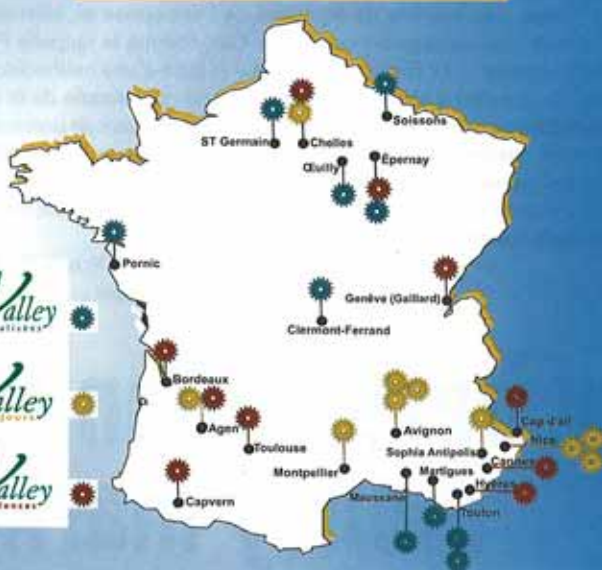 Soissons
ST Germain
Chelles
Œuilly
Épernay
Pornic
Genève (Gaillard)
Clermont-Ferrand
Valley
Bordeaux
Agen
Avignon
Cap d'ail
Nice
Valley
Toulouse
Sophia Antipolis
Cannes
Montpellier
Martigues
Hyères
Maussane
Toulon
Valley
Capvern